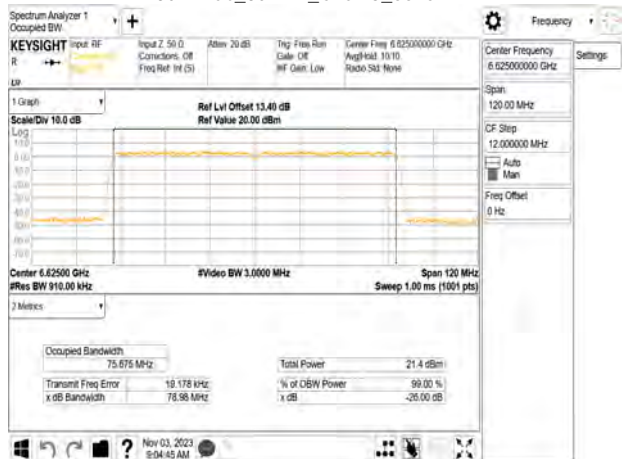 Spectrum Analyzer 1
Occupied BW
Frequency
KEYSIGHT
Input: RF
Input Z: 50 Ω
Corrections: Off
Freq Ref: Int (S)
Atten: 20 dB
Trig: Free Run
Gate: Off
#IF Gain: Low
Center Freq: 6.625000000 GHz
Avg|Hold: 10/10
Radio Std: None
R
Center Frequency
6.625000000 GHz
Settings
Span
120.00 MHz
CF Step
12.000000 MHz
Auto
Man
Freq Offset
0 Hz
1 Graph
Scale/Div 10.0 dB
Ref Lvl Offset 13.40 dB
Ref Value 20.00 dBm
Log
Center 6.62500 GHz
#Res BW 910.00 kHz
#Video BW 3.0000 MHz
Span 120 MHz
Sweep 1.00 ms (1001 pts)
2 Metrics
Occupied Bandwidth
75.675 MHz
Total Power 21.4 dBm
Transmit Freq Error 19.178 kHz
% of OBW Power 99.00 %
x dB Bandwidth 78.98 MHz
x dB -26.00 dB
Nov 03, 2023
9:04:45 AM